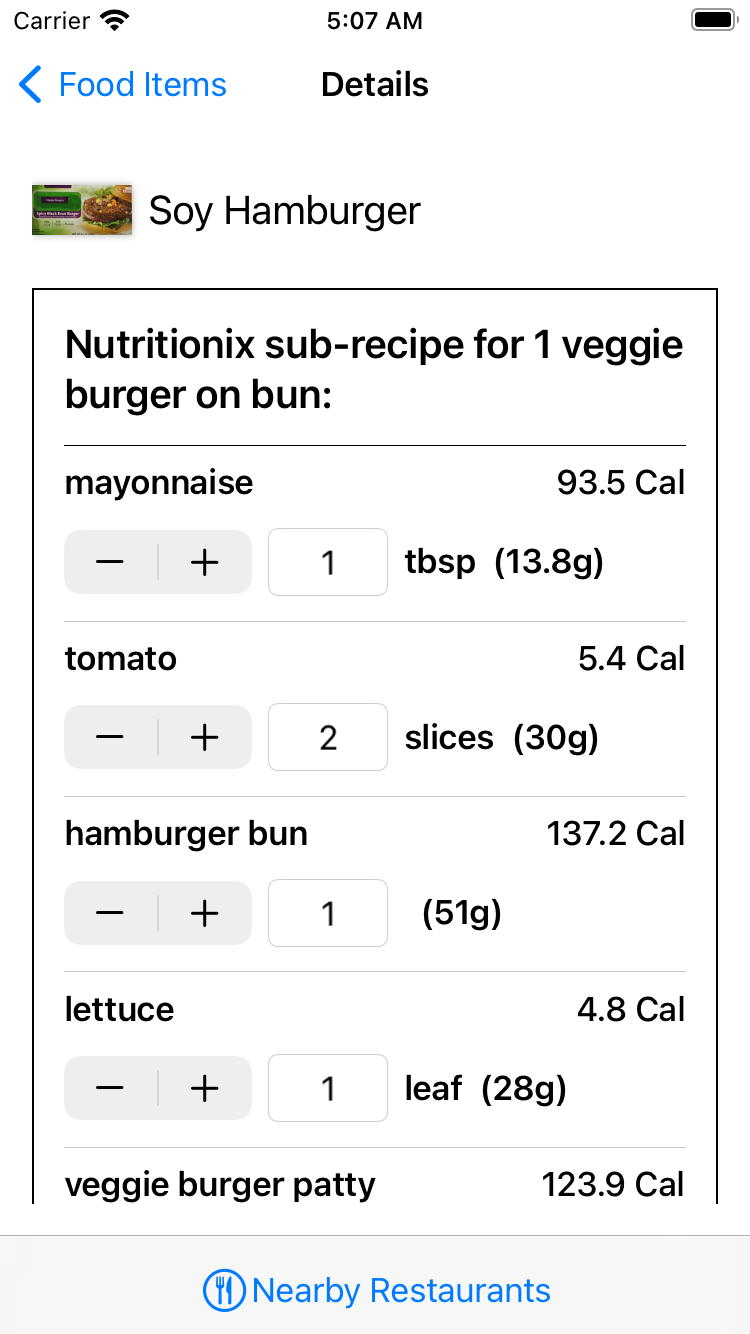 Carrier 5:07 AM
Food Items Details
Soy Hamburger
Nutritionix sub-recipe for 1 veggie
burger on bun:
mayonnaise 93.5 Cal
− + 1 tbsp (13.8g)
tomato 5.4 Cal
− + 2 slices (30g)
hamburger bun 137.2 Cal
− + 1 (51g)
lettuce 4.8 Cal
− + 1 leaf (28g)
veggie burger patty 123.9 Cal
Nearby Restaurants